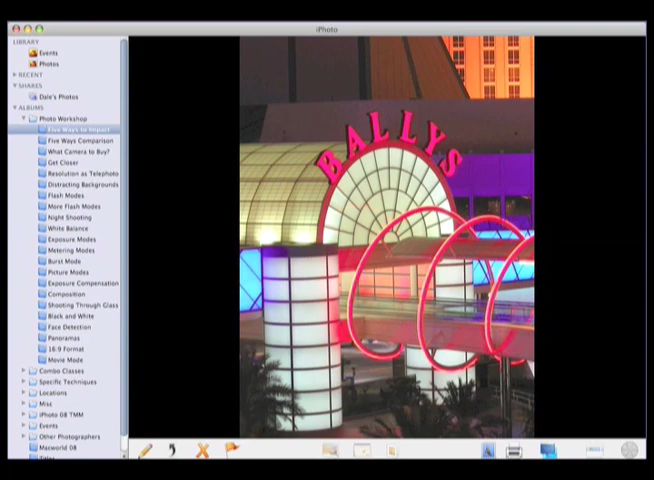 iPhoto
LIBRARY
Events
Photos
RECENT
SHARES
Dale's Photos
ALBUMS
Photo Workshop
Five Ways to Impact
Five Ways Comparison
What Camera to Buy?
Get Closer
Resolution as Telephoto
Distracting Backgrounds
Flash Modes
More Flash Modes
Night Shooting
White Balance
Exposure Modes
Metering Modes
Burst Mode
Picture Modes
Exposure Compensation
Composition
Shooting Through Glass
Black and White
Face Detection
Panoramas
16:9 Format
Movie Mode
Combo Classes
Specific Techniques
Locations
Misc
iPhoto 08 TMM
Events
Other Photographers
Macworld 08
BALLYS